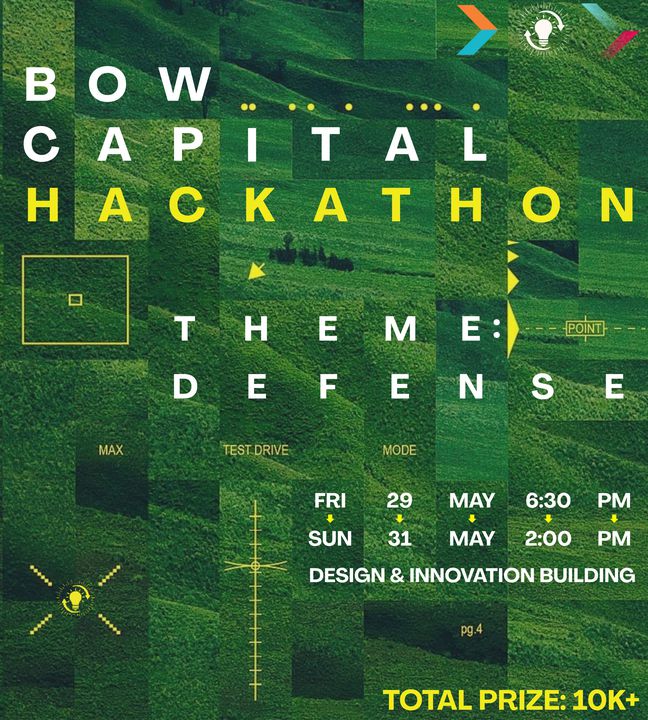 BOW
CAPITAL
HACKATHON
POINT
THEME:
DEFENSE
MAX TEST DRIVE MODE
FRI 29 MAY 6:30 PM
SUN 31 MAY 2:00 PM
DESIGN & INNOVATION BUILDING
pg.4
TOTAL PRIZE: 10K+